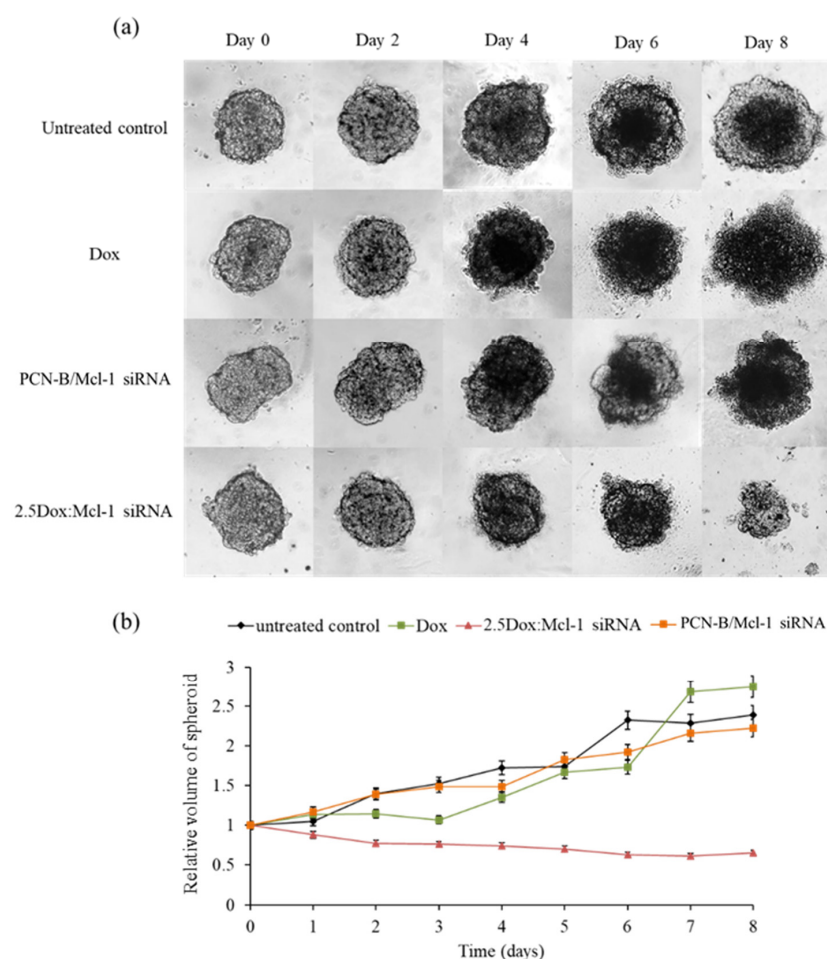 (a)
Day 0 Day 2 Day 4 Day 6 Day 8
Untreated control
Dox
PCN-B/Mcl-1 siRNA
2.5Dox:Mcl-1 siRNA
(b)
untreated control Dox 2.5Dox:Mcl-1 siRNA PCN-B/Mcl-1 siRNA
Relative volume of spheroid
3
2.5
2
1.5
1
0.5
0
0 1 2 3 4 5 6 7 8
Time (days)